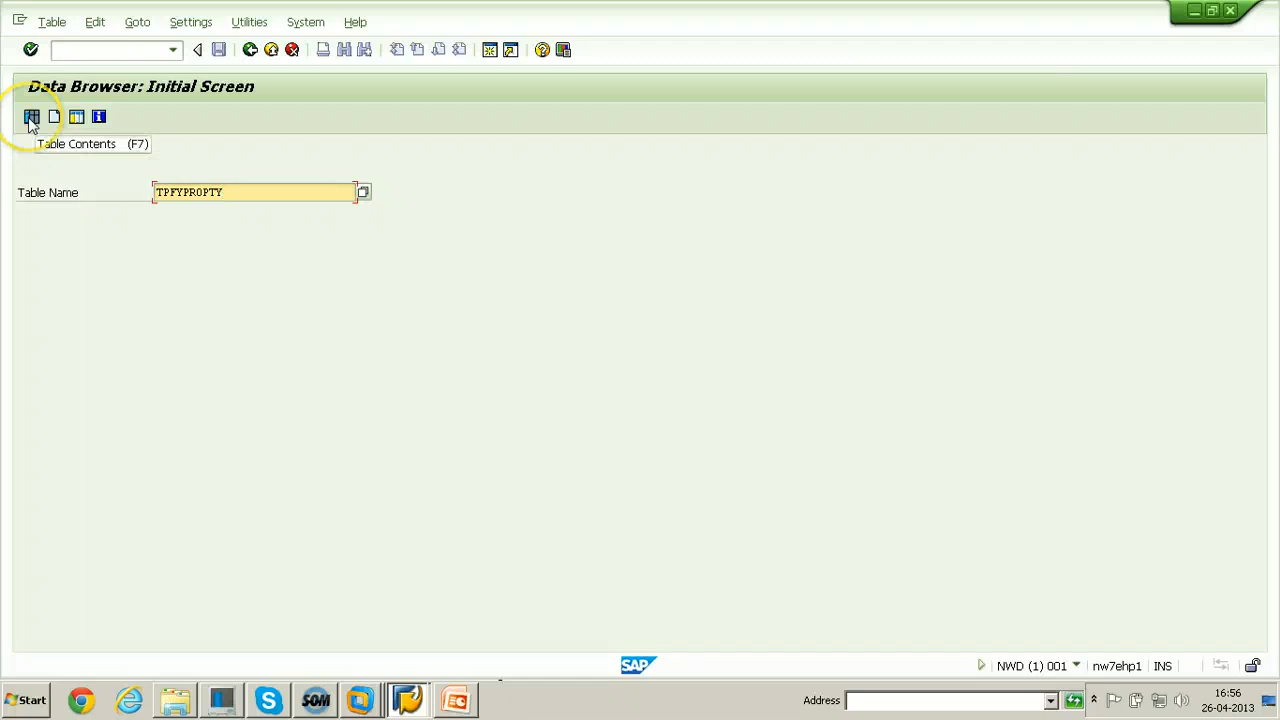 Table Edit Goto Settings Utilities System Help
Data Browser: Initial Screen
Table Contents (F7)
Table Name TPFYPROPTY
SAP
NWD (1) 001 nw7ehp1 INS
Start SOM Address 16:56
26-04-2013